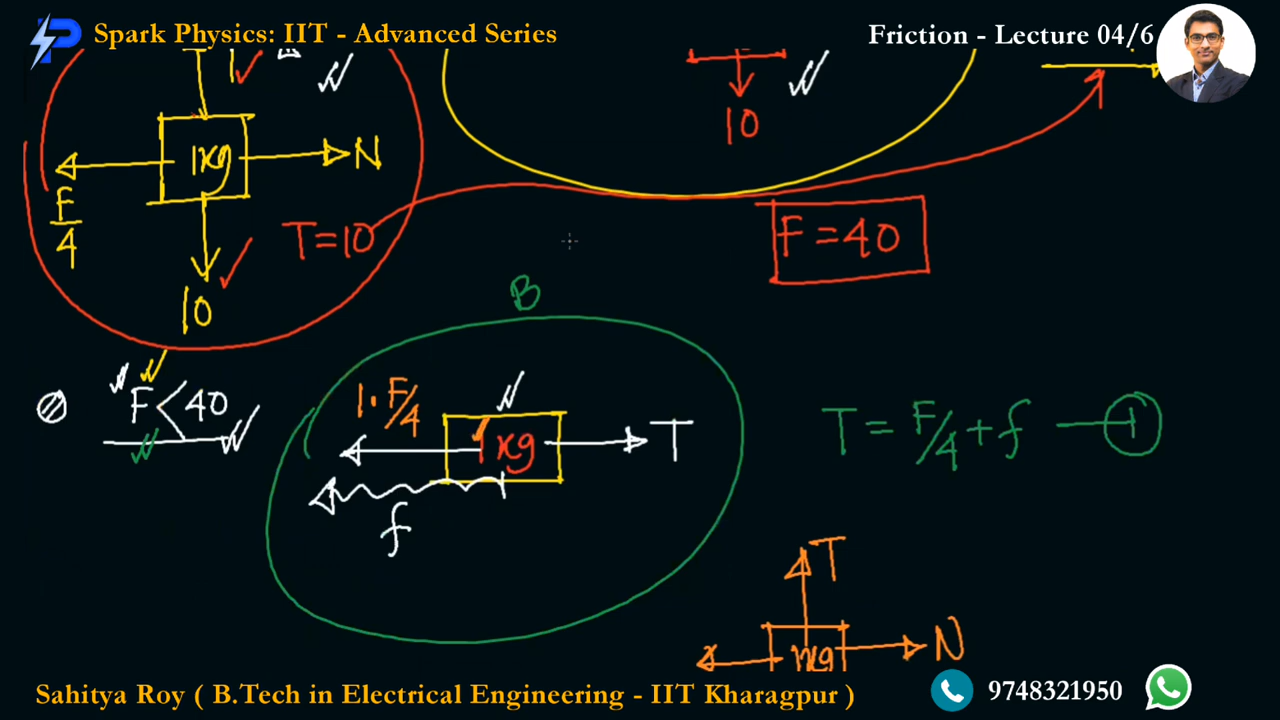 Spark Physics: IIT - Advanced Series
Friction - Lecture 04/6
1kg
N
F/4
10
T=10
10
F=40
B
F<40
1·F/4
1kg
T
f
T = F/4 + f — 1
T
1kg
N
Sahitya Roy ( B.Tech in Electrical Engineering - IIT Kharagpur )
9748321950